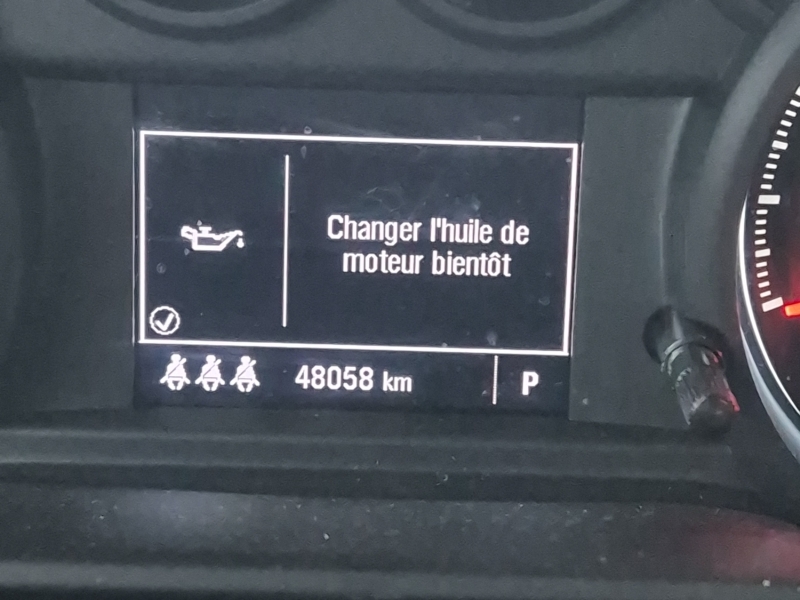 Changer l'huile de
moteur bientôt
48058 km
P